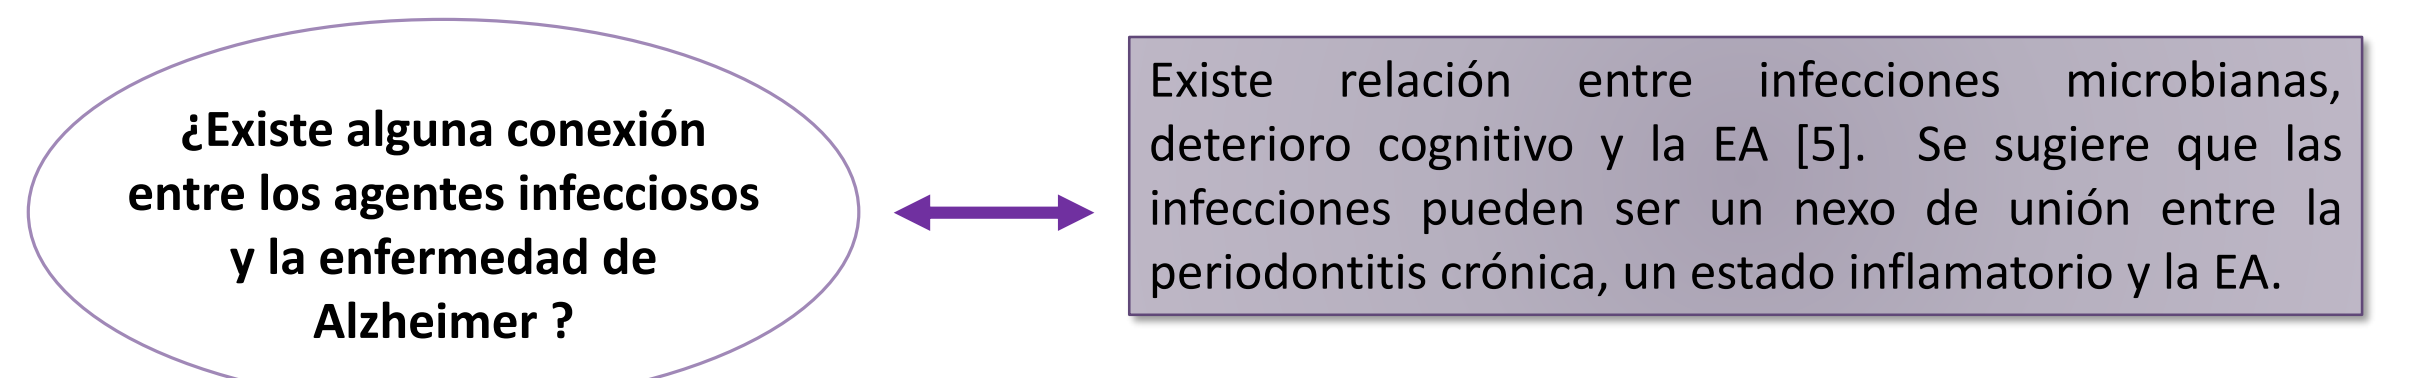 ¿Existe alguna conexión
entre los agentes infecciosos
y la enfermedad de
Alzheimer ?
Existe relación entre infecciones microbianas,
deterioro cognitivo y la EA [5]. Se sugiere que las
infecciones pueden ser un nexo de unión entre la
periodontitis crónica, un estado inflamatorio y la EA.